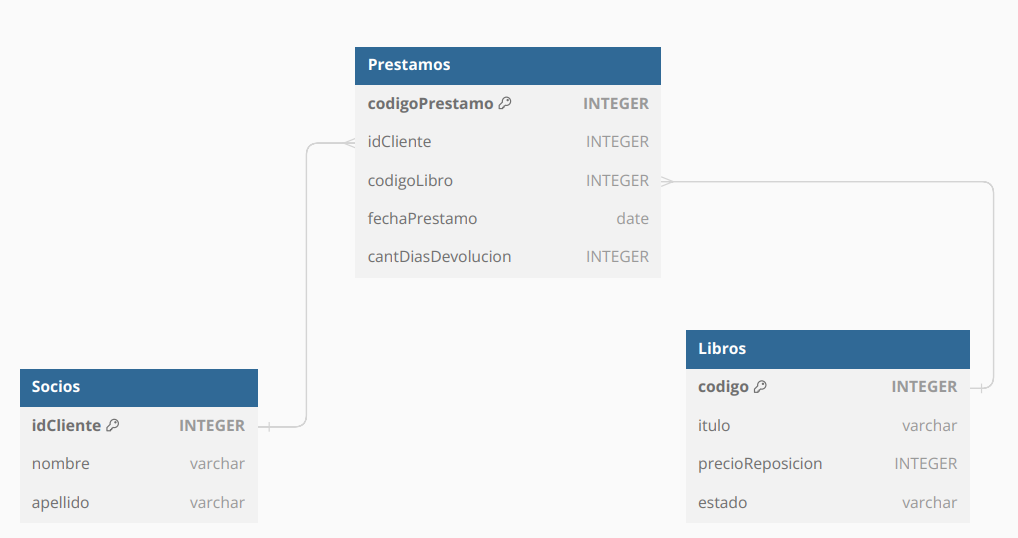 Prestamos
codigoPrestamo INTEGER
idCliente INTEGER
codigoLibro INTEGER
fechaPrestamo date
cantDiasDevolucion INTEGER
Socios
idCliente INTEGER
nombre varchar
apellido varchar
Libros
codigo INTEGER
itulo varchar
precioReposicion INTEGER
estado varchar